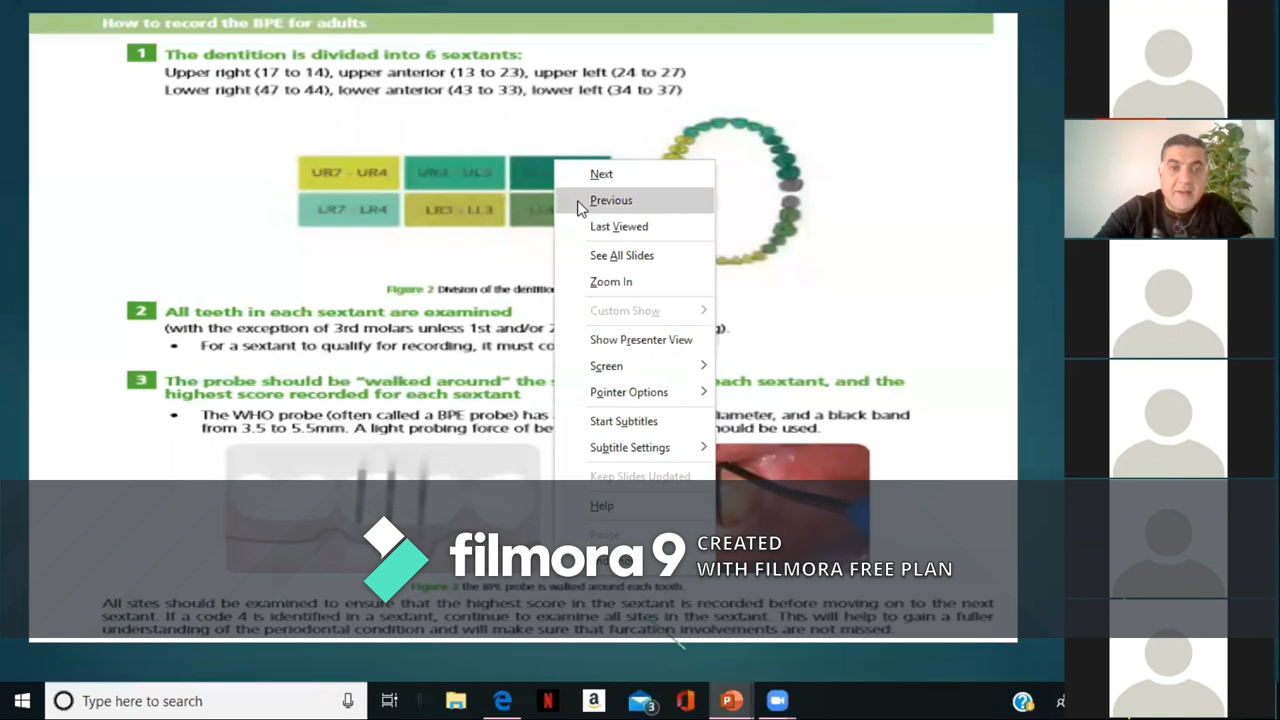 How to record the BPE for adults
1 The dentition is divided into 6 sextants:
Upper right (17 to 14), upper anterior (13 to 23), upper left (24 to 27)
Lower right (47 to 44), lower anterior (43 to 33), lower left (34 to 37)
UR7 - UR4 UR3 - UL3
LR7 - LR4 LR3 - LL3
Figure 2 Division of the dentition
2 All teeth in each sextant are examined
(with the exception of 3rd molars unless 1st and/or
• For a sextant to qualify for recording, it must
3 The probe should be "walked around" the each sextant, and the
highest score recorded for each sextant
• The WHO probe (often called a BPE probe) has diameter, and a black band
from 3.5 to 5.5mm. A light probing force of should be used.
Figure 3 The BPE probe is walked around each tooth.
All sites should be examined to ensure that the highest score in the sextant is recorded before moving on to the next
sextant. If a code 4 is identified in a sextant, continue to examine all sites in the sextant. This will help to gain a fuller
understanding of the periodontal condition and will make sure that furcation involvements are not missed.
Next
Previous
Last Viewed
See All Slides
Zoom In
Custom Show
Show Presenter View
Screen
Pointer Options
Start Subtitles
Subtitle Settings
Keep Slides Updated
Help
Pause
filmora 9 CREATED
WITH FILMORA FREE PLAN
Type here to search
3